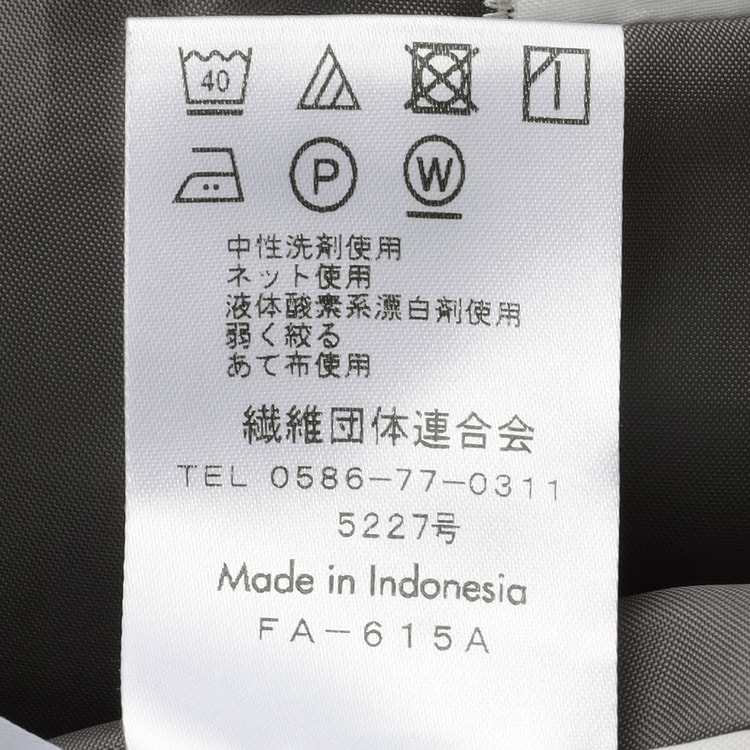 40
P
W
中性洗剤使用
ネット使用
液体酸素系漂白剤使用
弱く絞る
あて布使用
繊維団体連合会
TEL 0586-77-0311
5227号
Made in Indonesia
FA-615A